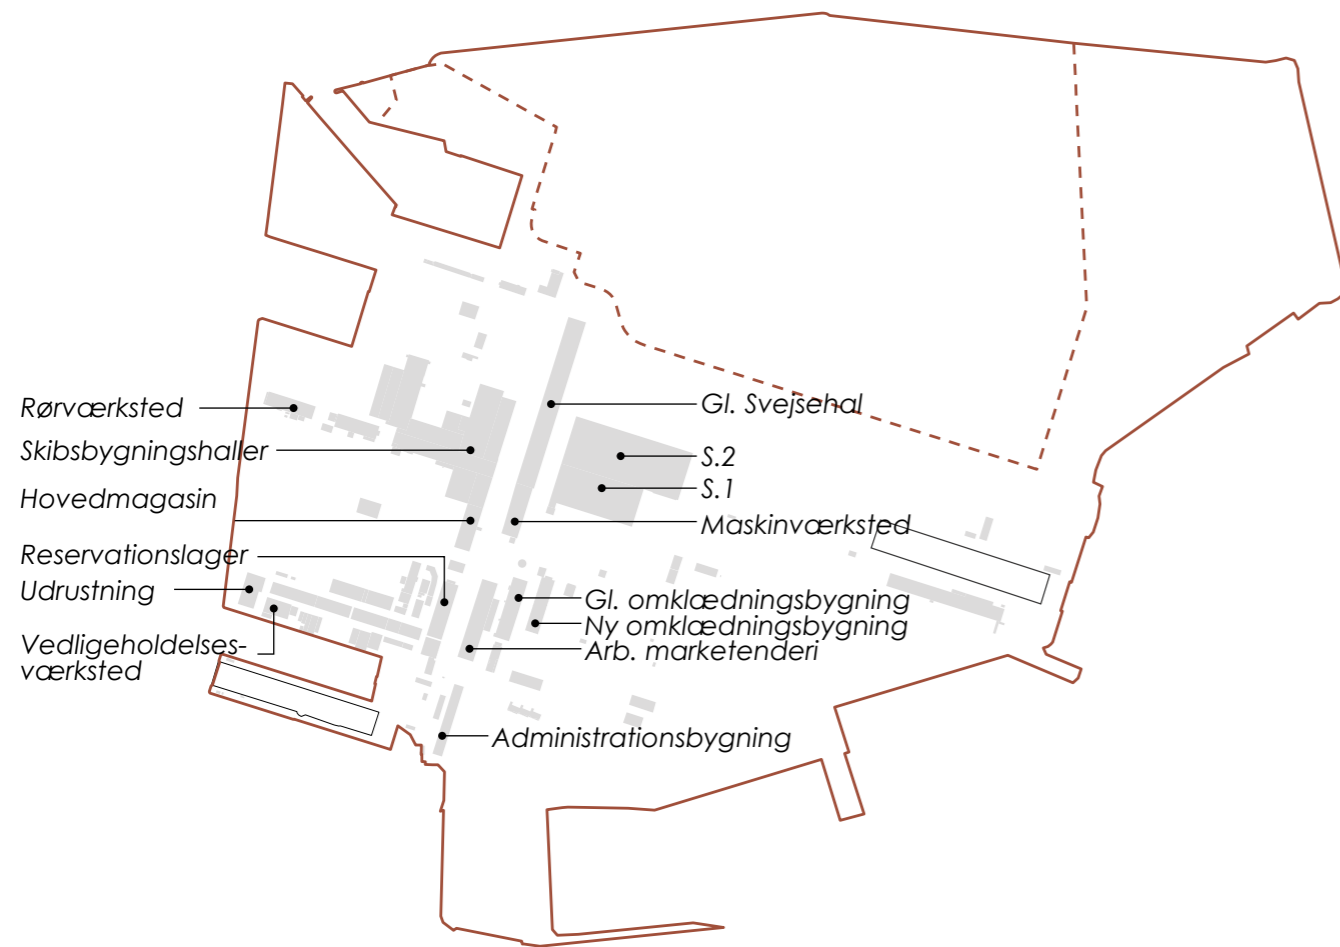 Rørværksted
Skibsbygningshaller
Hovedmagasin
Reservationslager
Udrustning
Vedligeholdelses-
værksted
Gl. Svejsehal
S.2
S.1
Maskinværksted
Gl. omklædningsbygning
Ny omklædningsbygning
Arb. marketenderi
Administrationsbygning